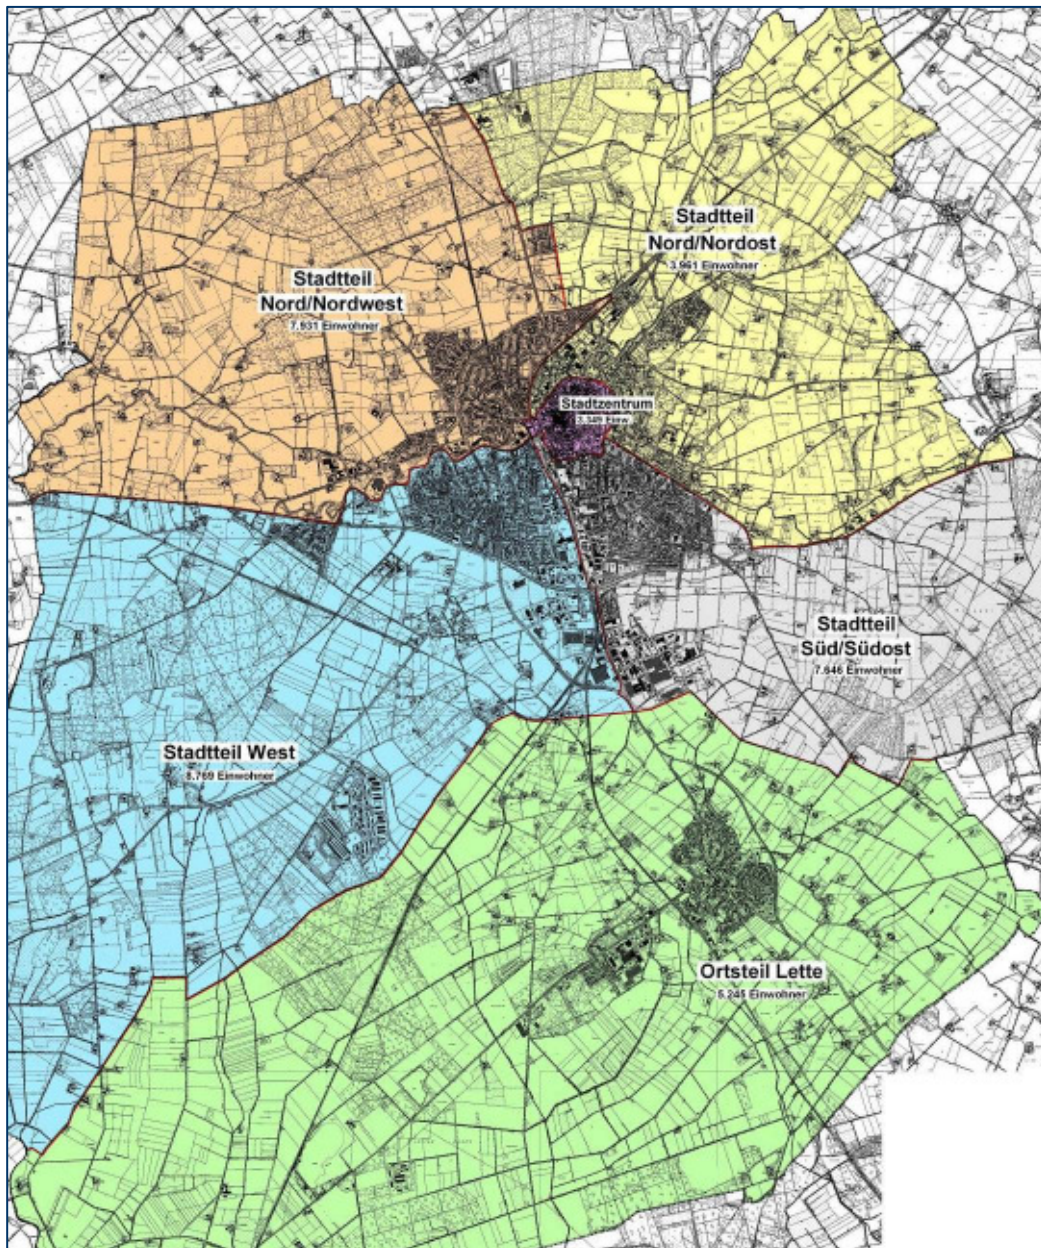 Stadtteil
Nord/Nordost
3.961 Einwohner
Stadtteil
Nord/Nordwest
7.931 Einwohner
Stadtzentrum
Einw.
Stadtteil
Süd/Südost
7.646 Einwohner
Stadtteil West
8.769 Einwohner
Ortsteil Lette
5.245 Einwohner